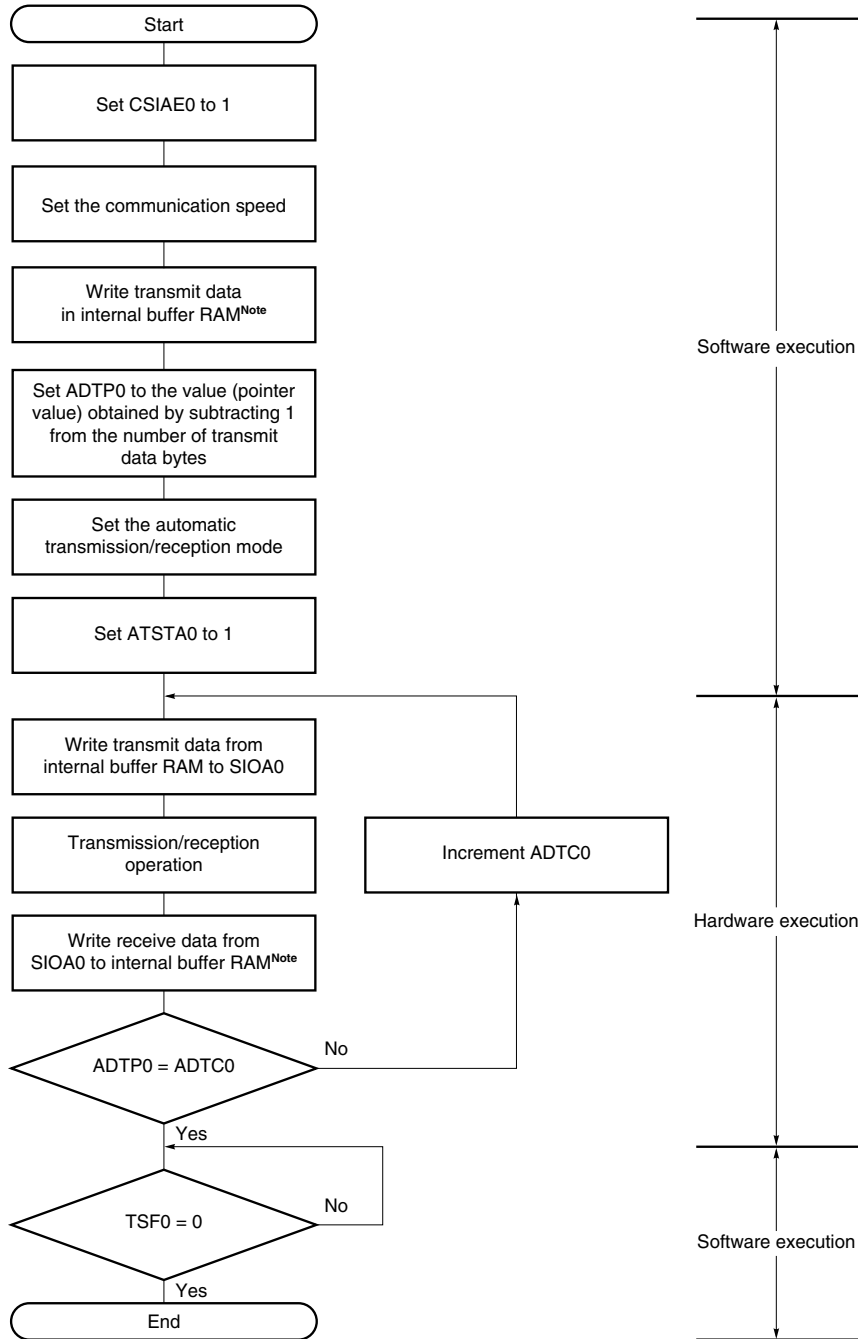 Start
Set CSIAE0 to 1
Set the communication speed
Write transmit data
in internal buffer RAMNote
Set ADTP0 to the value (pointer
value) obtained by subtracting 1
from the number of transmit
data bytes
Set the automatic
transmission/reception mode
Set ATSTA0 to 1
Software execution
Write transmit data from
internal buffer RAM to SIOA0
Transmission/reception
operation
Increment ADTC0
Write receive data from
SIOA0 to internal buffer RAMNote
Hardware execution
ADTP0 = ADTC0
No
Yes
TSF0 = 0
No
Yes
Software execution
End